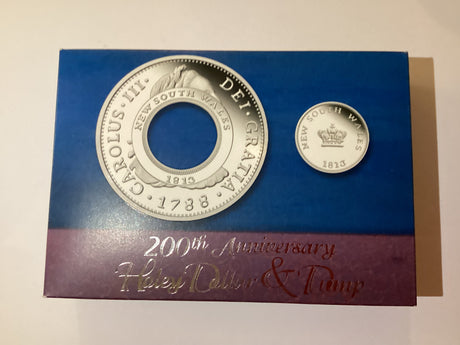 CAROLUS · III · DEI · GRATIA · 1788 ·
NEW SOUTH WALES
1813
NEW SOUTH WALES
1813
200th Anniversary
Holey Dollar & Dump